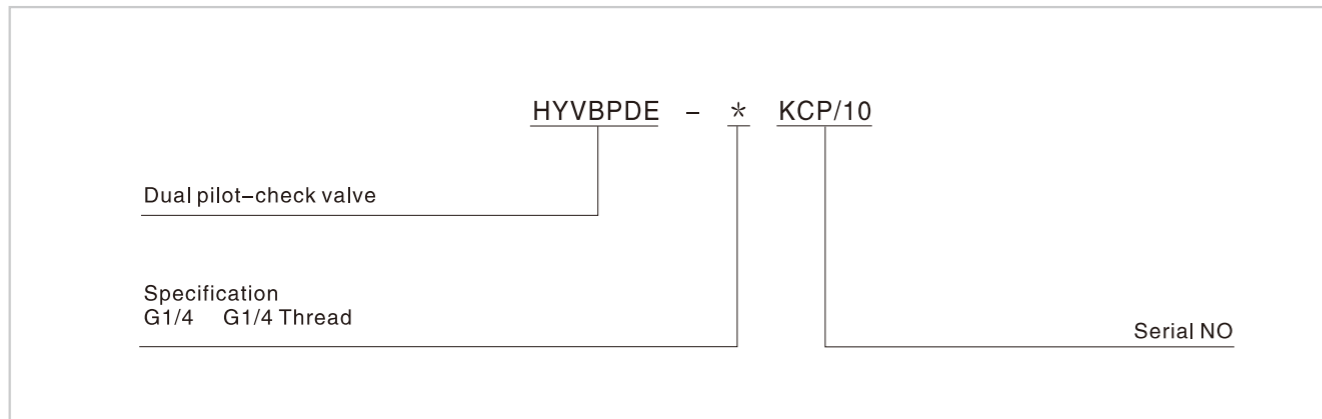 HYVBPDE – * KCP/10
Dual pilot–check valve
Specification
G1/4 G1/4 Thread
Serial NO